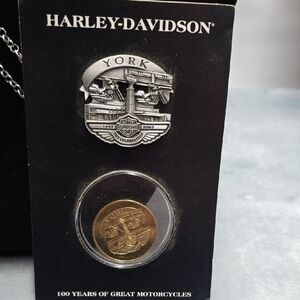 HARLEY-DAVIDSON®
YORK
100 YEARS OF GREAT MOTORCYCLES